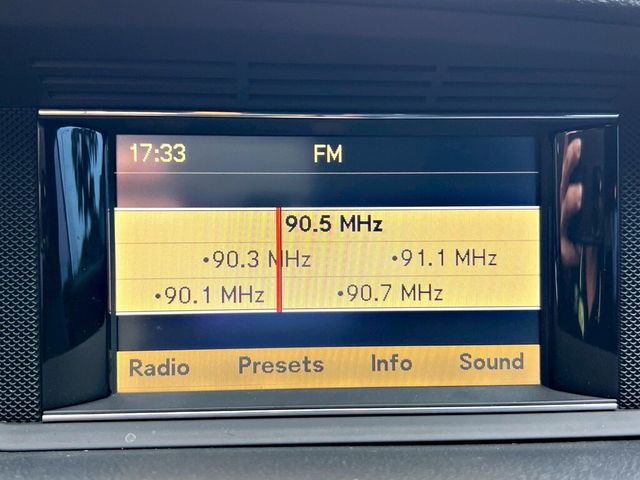 17:33 FM
90.5 MHz
•90.3 MHz •91.1 MHz
•90.1 MHz •90.7 MHz
Radio Presets Info Sound